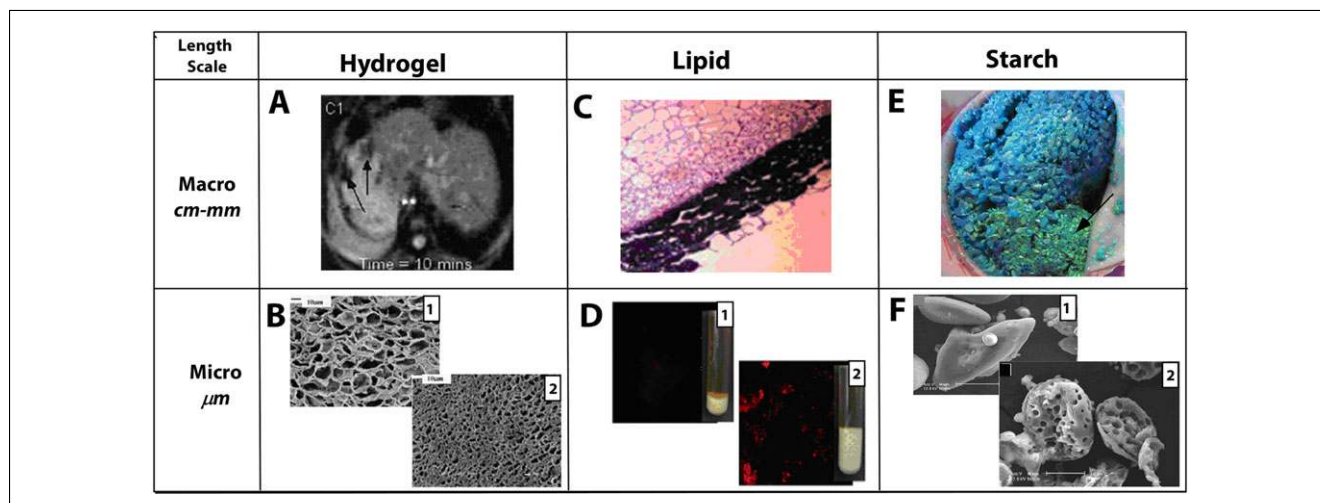 Length
Scale
Hydrogel
Lipid
Starch
Macro
cm-mm
A
C1
Time = 10 mins
C
E
Micro
μm
B
1
2
D
1
2
F
1
2